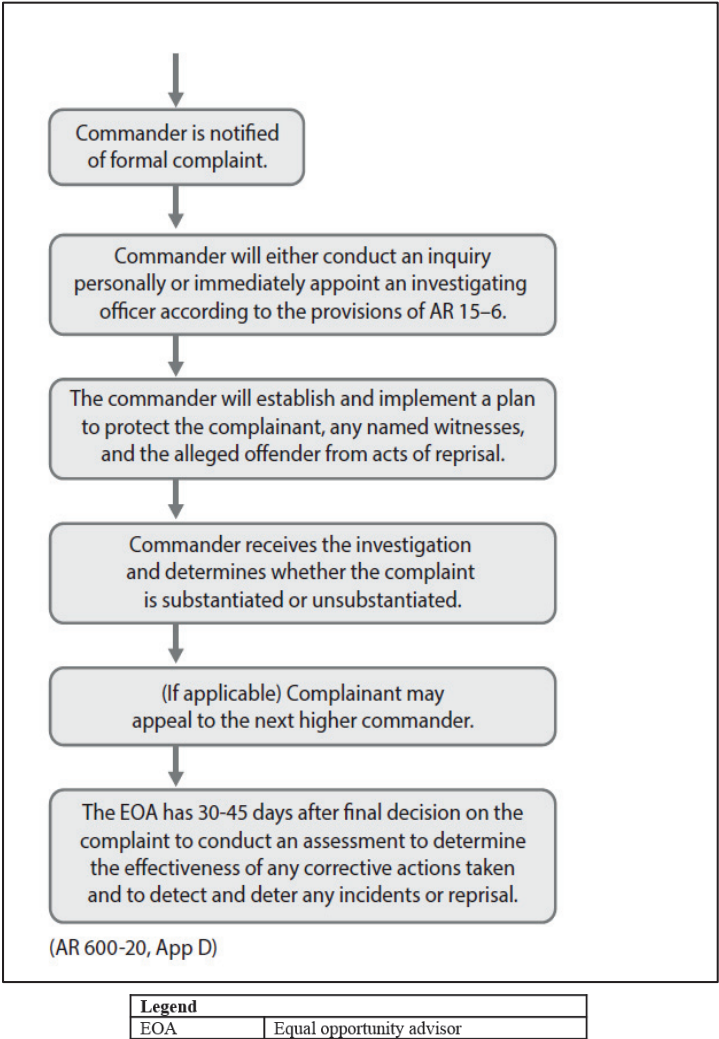 Commander is notified
of formal complaint.
Commander will either conduct an inquiry
personally or immediately appoint an investigating
officer according to the provisions of AR 15–6.
The commander will establish and implement a plan
to protect the complainant, any named witnesses,
and the alleged offender from acts of reprisal.
Commander receives the investigation
and determines whether the complaint
is substantiated or unsubstantiated.
(If applicable) Complainant may
appeal to the next higher commander.
The EOA has 30-45 days after final decision on the
complaint to conduct an assessment to determine
the effectiveness of any corrective actions taken
and to detect and deter any incidents or reprisal.
(AR 600-20, App D)
Legend
EOA Equal opportunity advisor